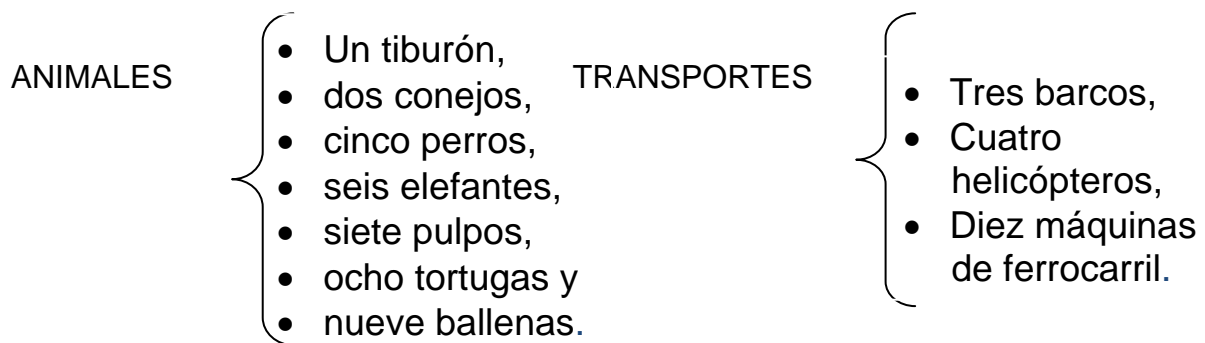 ANIMALES
• Un tiburón,
• dos conejos,
• cinco perros,
• seis elefantes,
• siete pulpos,
• ocho tortugas y
• nueve ballenas.
TRANSPORTES
• Tres barcos,
• Cuatro
helicópteros,
• Diez máquinas
de ferrocarril.